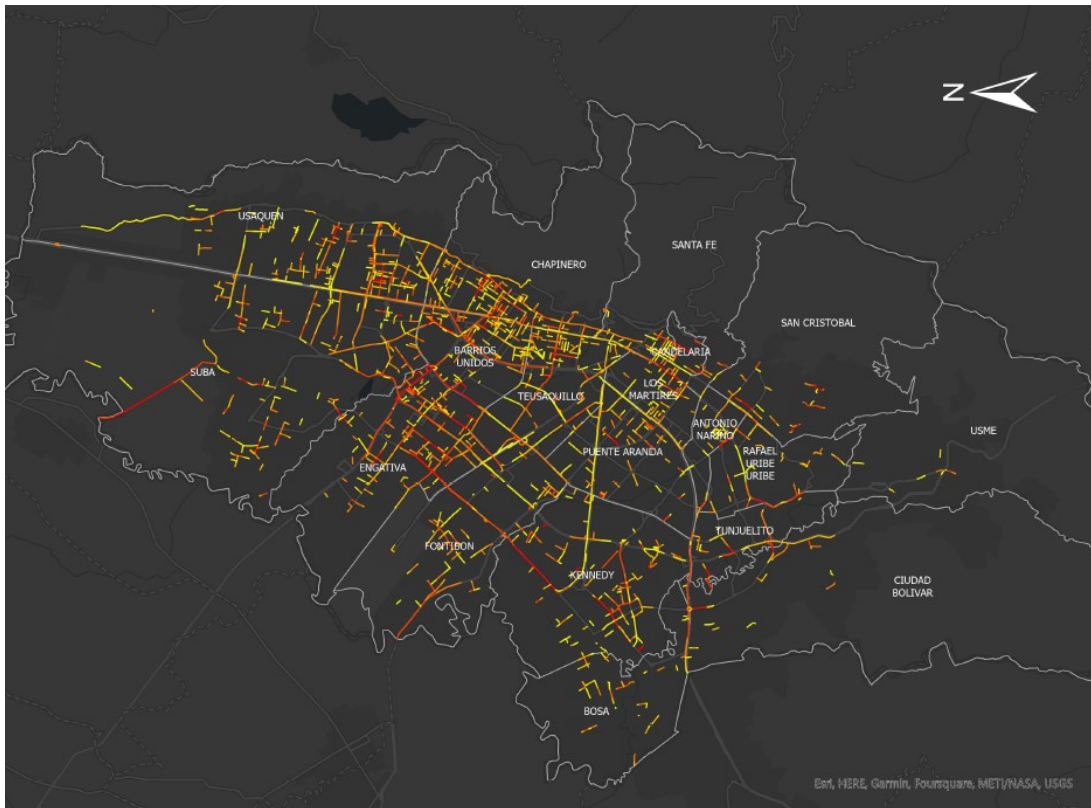 N
USAQUEN
CHAPINERO
SANTA FE
SAN CRISTOBAL
BARRIOS
UNIDOS
CANDELARIA
SUBA
TEUSAQUILLO
LOS
MARTIRES
ANTONIO
NARIÑO
USME
PUENTE ARANDA
RAFAEL
URIBE
URIBE
ENGATIVA
TUNJUELITO
FONTIBON
KENNEDY
CIUDAD
BOLIVAR
BOSA
Esri, HERE, Garmin, Foursquare, METI/NASA, USGS